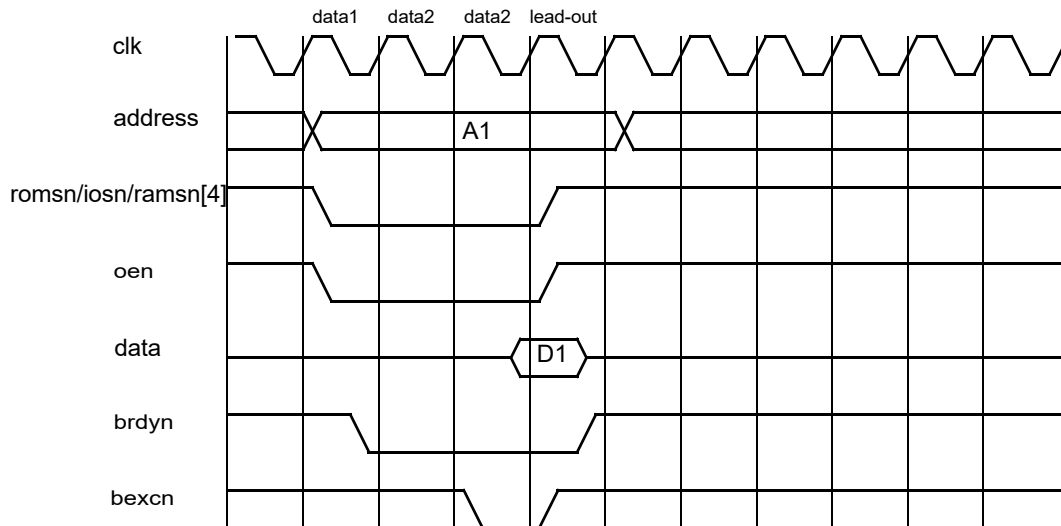 data1 data2 data2 lead-out
clk
address
A1
romsn/iosn/ramsn[4]
oen
data
D1
brdyn
bexcn